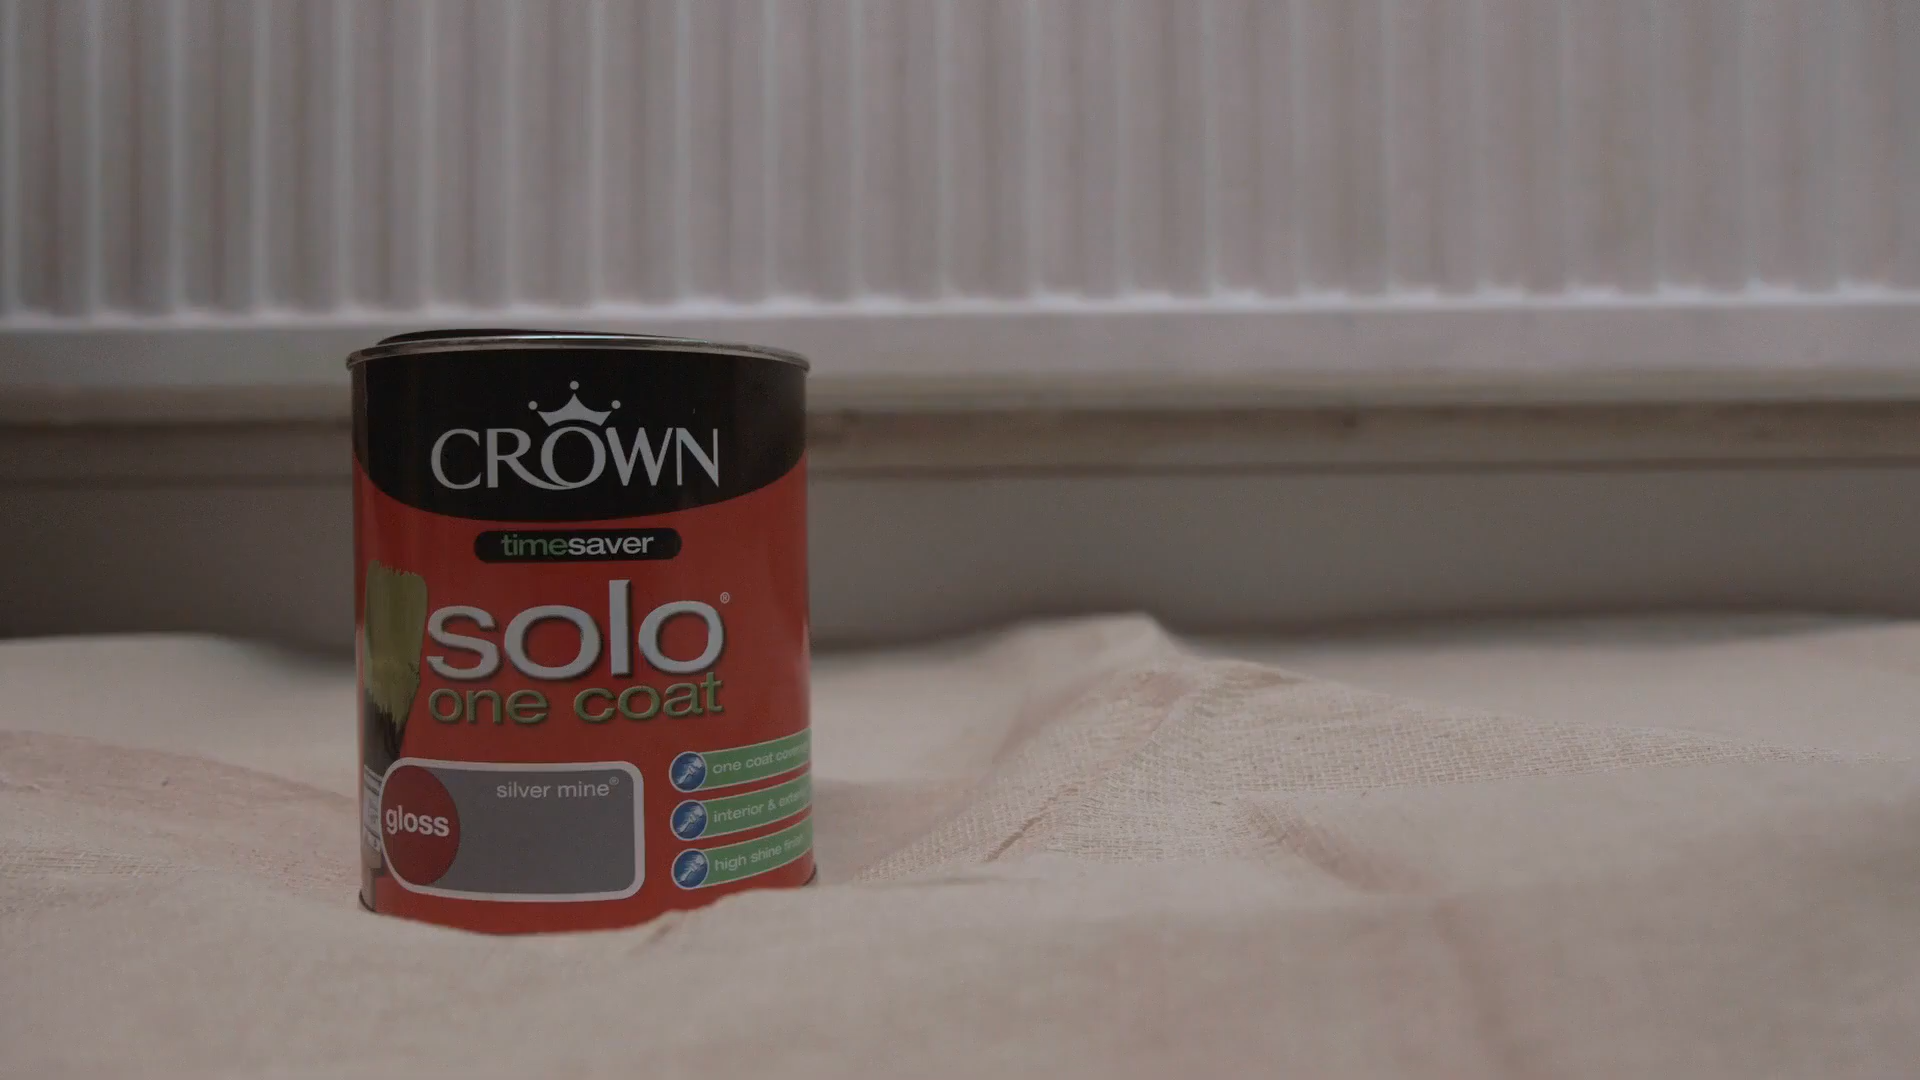 CROWN
timesaver
solo®
one coat
silver mine®
gloss
one coat
interior &
high shine